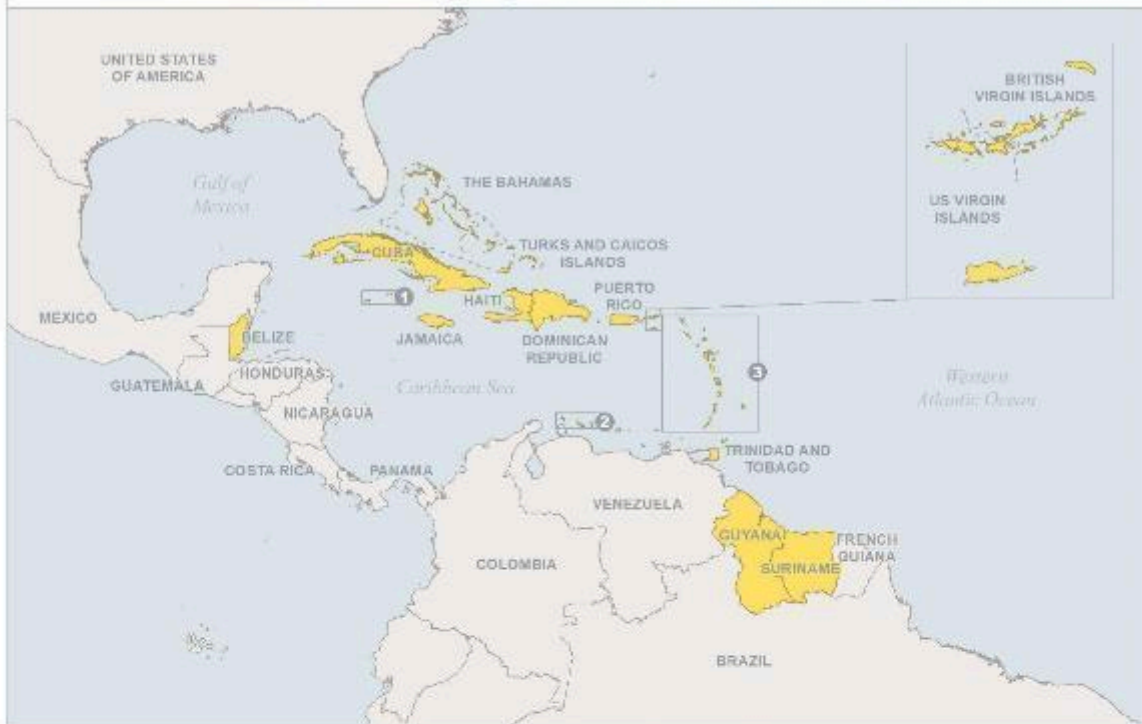 UNITED STATES
OF AMERICA
BRITISH
VIRGIN ISLANDS
Gulf of
Mexico
THE BAHAMAS
US VIRGIN
ISLANDS
CUBA
TURKS AND CAICOS
ISLANDS
1
HAITI
PUERTO
RICO
MEXICO
BELIZE
JAMAICA
DOMINICAN
REPUBLIC
GUATEMALA
HONDURAS
Caribbean Sea
3
Western
Atlantic Ocean
NICARAGUA
2
COSTA RICA
PANAMA
TRINIDAD AND
TOBAGO
VENEZUELA
GUYANAI
FRENCH
GUIANA
COLOMBIA
SURINAME
BRAZIL